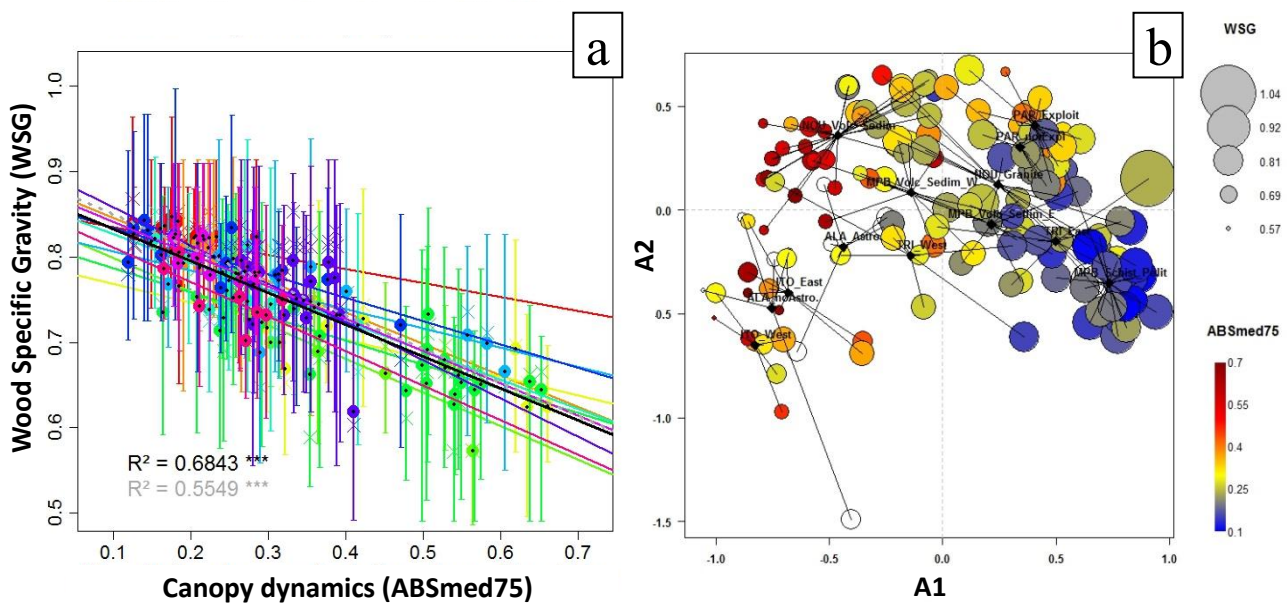 a
Wood Specific Gravity (WSG)
1.0
0.9
0.8
0.7
0.6
0.5
R² = 0.6843 ***
R² = 0.5549 ***
0.1 0.2 0.3 0.4 0.5 0.6 0.7
Canopy dynamics (ABSmed75)
b
A2
0.5
0.0
-0.5
-1.0
-1.5
NOU_Volc_Sedim
PAR_Exploit
PAR_noExpl
NOU_Granite
MPB_Volc_Sedim_W
MPB_Volc_Sedim_E
TRI_East
ALA_Astro.
TRI_West
MPB_Schist_Pelit
ITO_East
ALA_noAstro.
ITO_West
-1.0 -0.5 0.0 0.5 1.0
A1
WSG
1.04
0.92
0.81
0.69
0.57
ABSmed75
0.7
0.55
0.4
0.25
0.1